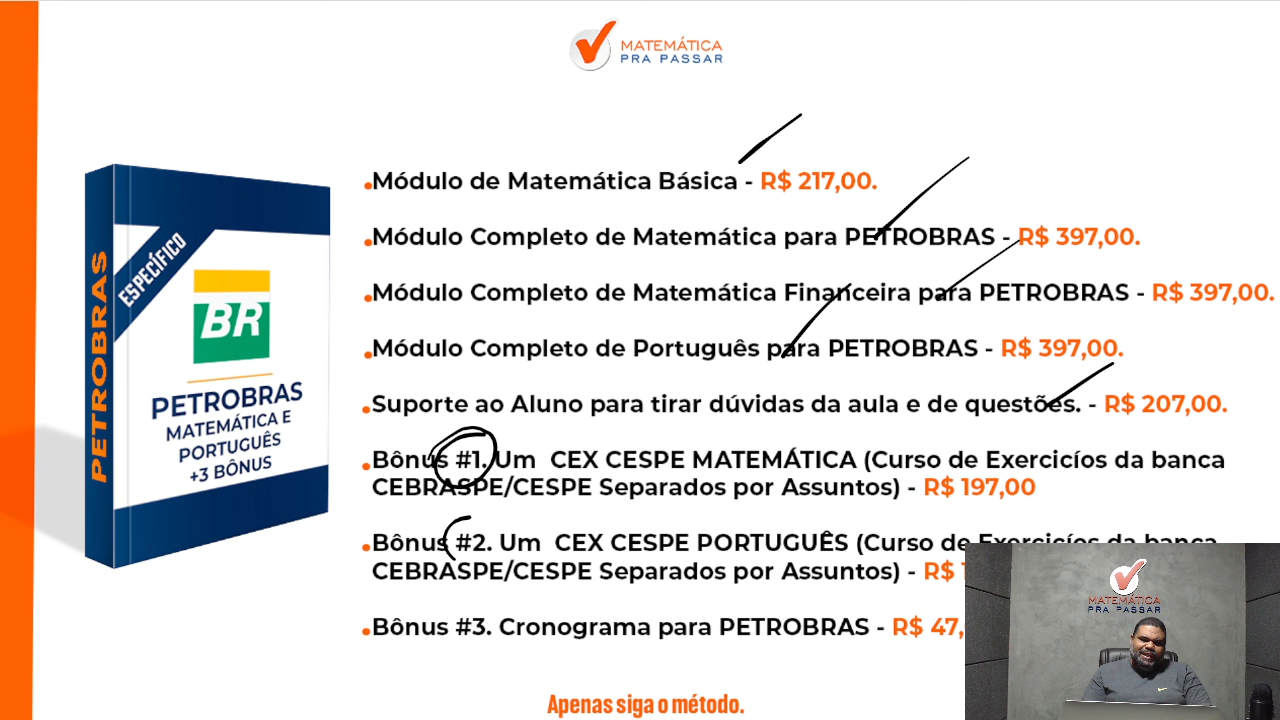 MATEMÁTICA
PRA PASSAR
•Módulo de Matemática Básica - R$ 217,00.
•Módulo Completo de Matemática para PETROBRAS - R$ 397,00.
•Módulo Completo de Matemática Financeira para PETROBRAS - R$ 397,00.
•Módulo Completo de Português para PETROBRAS - R$ 397,00.
•Suporte ao Aluno para tirar dúvidas da aula e de questões. - R$ 207,00.
•Bônus #1. Um CEX CESPE MATEMÁTICA (Curso de Exercicíos da banca
CEBRASPE/CESPE Separados por Assuntos) - R$ 197,00
•Bônus #2. Um CEX CESPE PORTUGUÊS (Curso de Exercicíos da banca
CEBRASPE/CESPE Separados por Assuntos) - R$
•Bônus #3. Cronograma para PETROBRAS - R$ 47,
Apenas siga o método.
PETROBRAS
ESPECÍFICO
BR
PETROBRAS
MATEMÁTICA E
PORTUGUÊS
+3 BÔNUS
MATEMÁTICA
PRA PASSAR